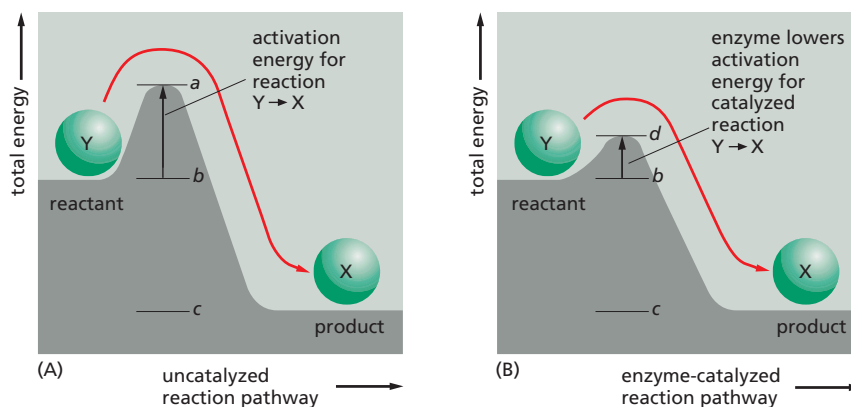 total energy
activation
energy for
reaction
Y → X
a
Y
b
reactant
X
c
product
(A)
uncatalyzed
reaction pathway
total energy
enzyme lowers
activation
energy for
catalyzed
reaction
Y → X
d
Y
b
reactant
X
c
product
(B)
enzyme-catalyzed
reaction pathway